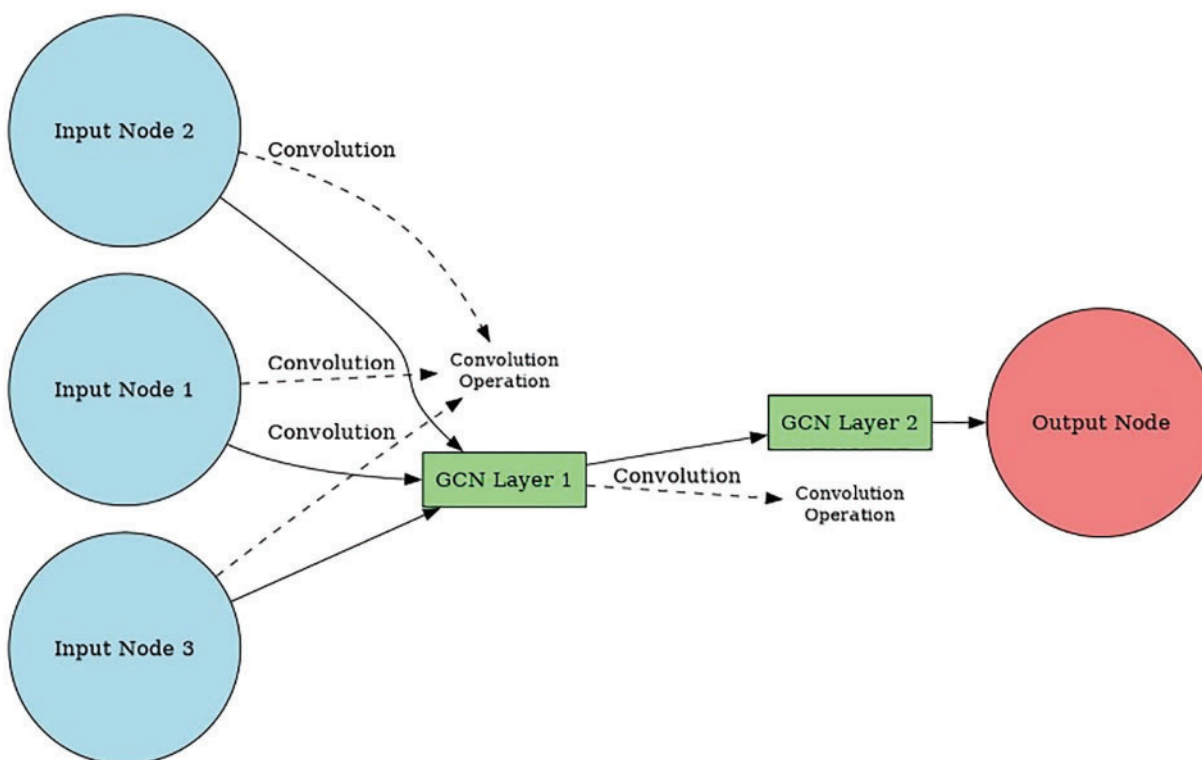 Input Node 2
Convolution
Input Node 1
Convolution
Convolution
Operation
Convolution
GCN Layer 1
Convolution
GCN Layer 2
Convolution
Operation
Output Node
Input Node 3